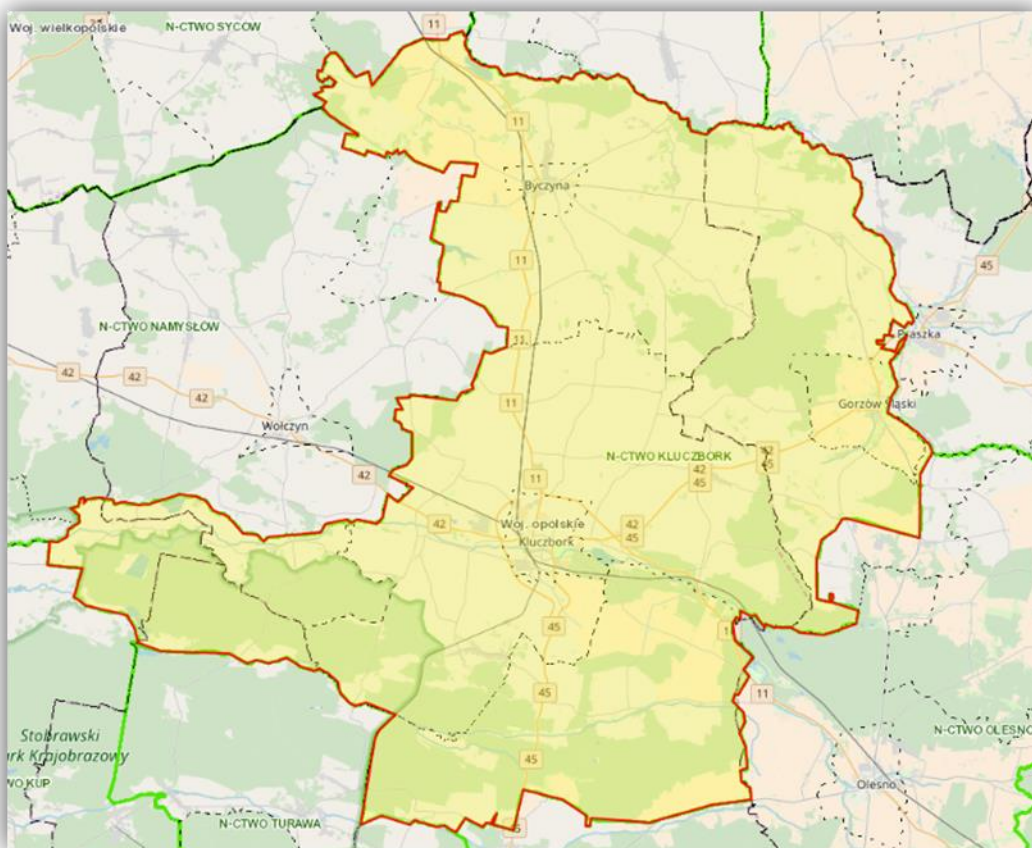 Woj. wielkopolskie
N-CTWO SYCÓW
11
11
Byczyna
45
11
N-CTWO NAMYSŁÓW
11
Praszka
42
42
42
11
Gorzów Śląski
Wołczyn
42
45
N-CTWO KLUCZBORK
42
45
42
11
42
Woj. opolskie
42
45
Kluczbork
45
1
45
11
Stobrawski
rk Krajobrazowy
N-CTWO OLESNO
45
WO KUP
Olesno
N-CTWO TURAWA